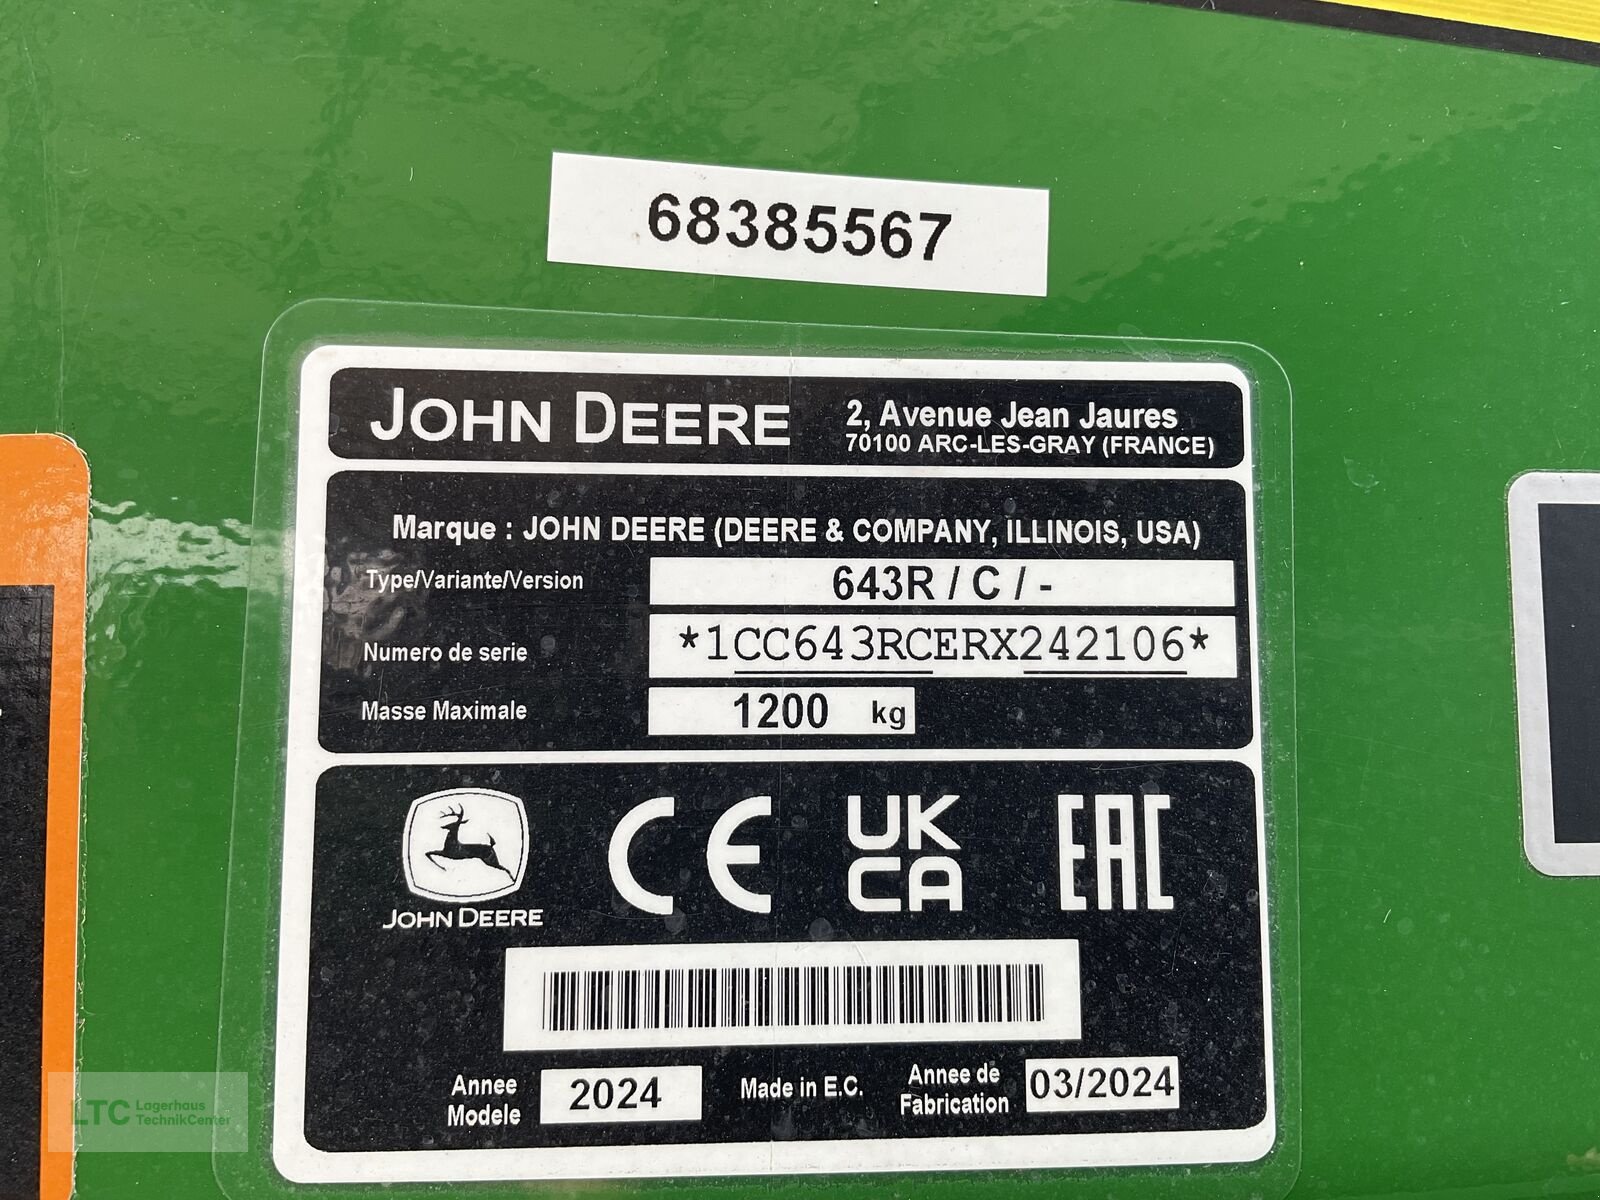 68385567
JOHN DEERE
2, Avenue Jean Jaures
70100 ARC-LES-GRAY (FRANCE)
Marque : JOHN DEERE (DEERE & COMPANY, ILLINOIS, USA)
Type/Variante/Version 643R / C / -
Numero de serie *1CC643RCERX242106*
Masse Maximale 1200 kg
JOHN DEERE
CE
UK
CA
EAC
Annee
Modele
2024
Made in E.C.
Annee de
Fabrication
03/2024
LTC Lagerhaus
TechnikCenter